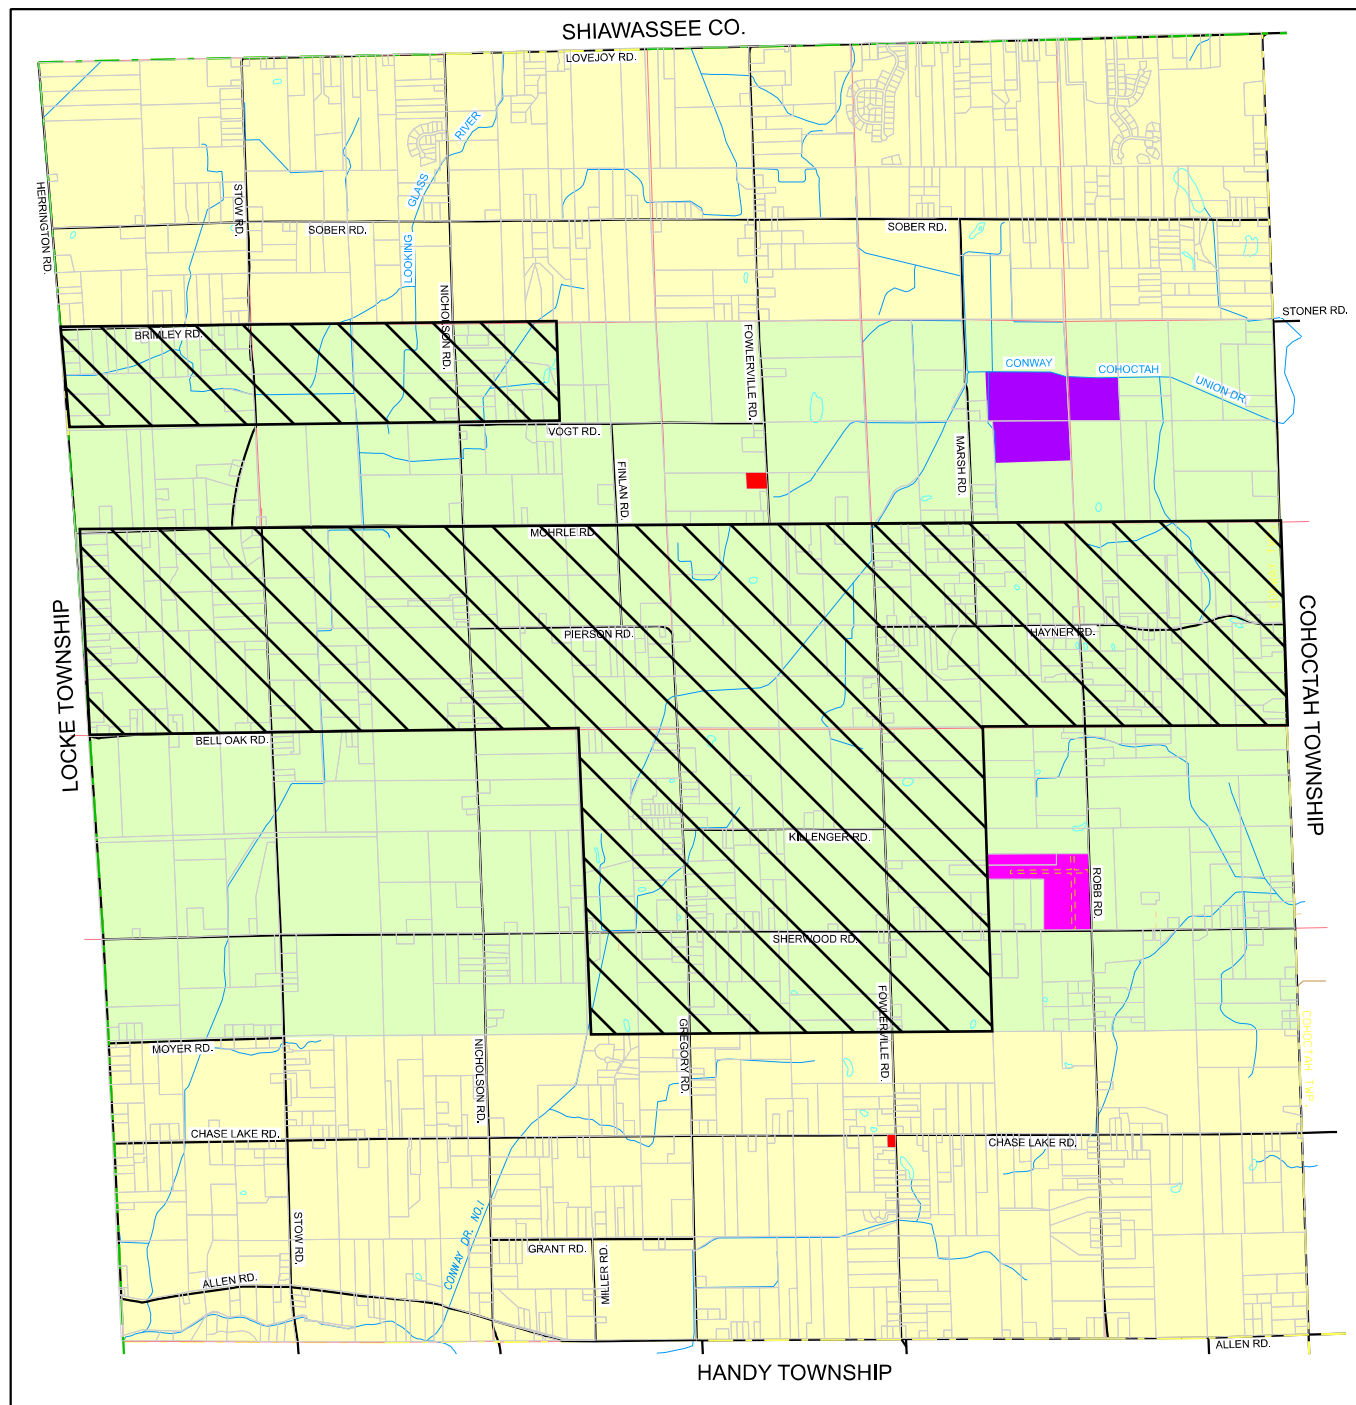 SHIAWASSEE CO.
LOVEJOY RD.
RIVER
GLASS
LOOKING
HERRINGTON RD.
STOW RD.
SOBER RD.
SOBER RD.
NICHOLSON RD.
STONER RD.
BRIMLEY RD.
FOWLERVILLE RD.
CONWAY
COHOCTAH
UNION DR.
VOGT RD.
FINLAN RD.
MARSH RD.
MOHRLE RD.
LOCKE TOWNSHIP
PIERSON RD.
HAYNER RD.
COHOCTAH TOWNSHIP
BELL OAK RD.
KILLENGER RD.
ROBB RD.
SHERWOOD RD.
FOWLERVILLE RD.
GREGORY RD.
MOYER RD.
NICHOLSON RD.
COHOCTAH TWP.
CHASE LAKE RD.
CHASE LAKE RD.
STOW RD.
CONWAY DR. NO.1
GRANT RD.
MILLER RD.
ALLEN RD.
ALLEN RD.
HANDY TOWNSHIP